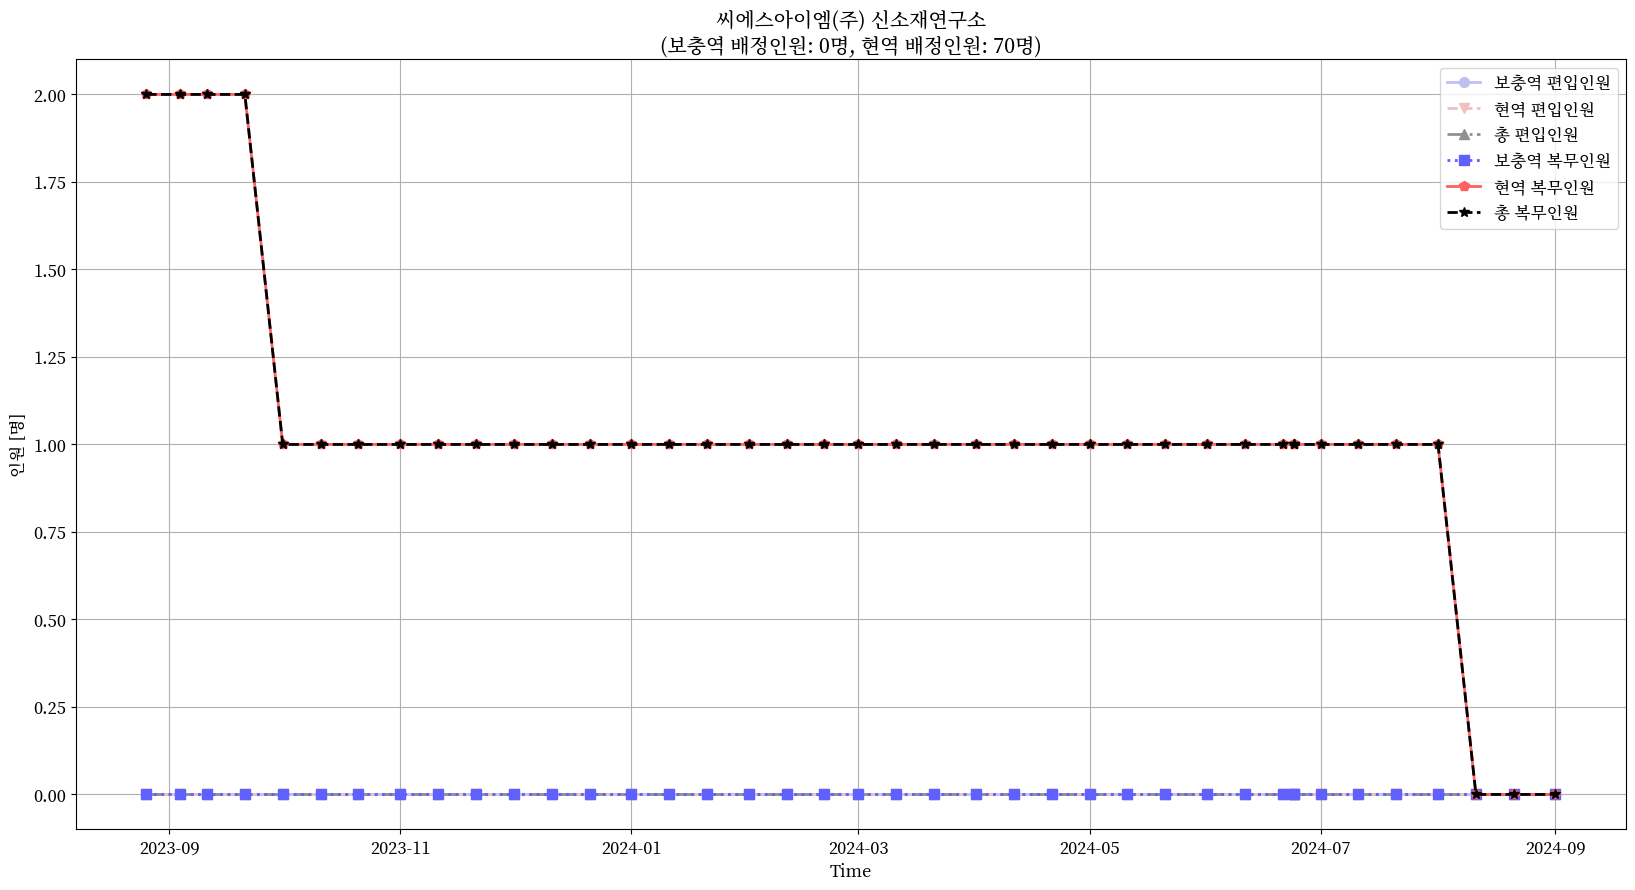 씨에스아이엠(주) 신소재연구소
(보충역 배정인원: 0명, 현역 배정인원: 70명)
보충역 편입인원
현역 편입인원
총 편입인원
보충역 복무인원
현역 복무인원
총 복무인원
2.00
1.75
1.50
1.25
1.00
0.75
0.50
0.25
0.00
인원 [명]
2023-09
2023-11
2024-01
2024-03
2024-05
2024-07
2024-09
Time